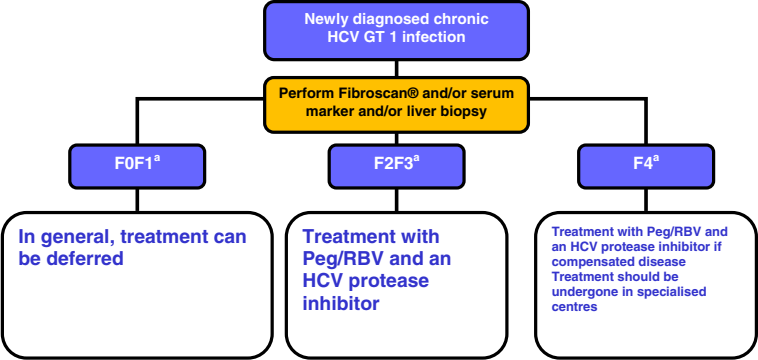 Newly diagnosed chronic
HCV GT 1 infection
Perform Fibroscan® and/or serum
marker and/or liver biopsy
F0F1a
F2F3a
F4a
In general, treatment can
be deferred
Treatment with
Peg/RBV and an
HCV protease
inhibitor
Treatment with Peg/RBV and
an HCV protease inhibitor if
compensated disease
Treatment should be
undergone in specialised
centres